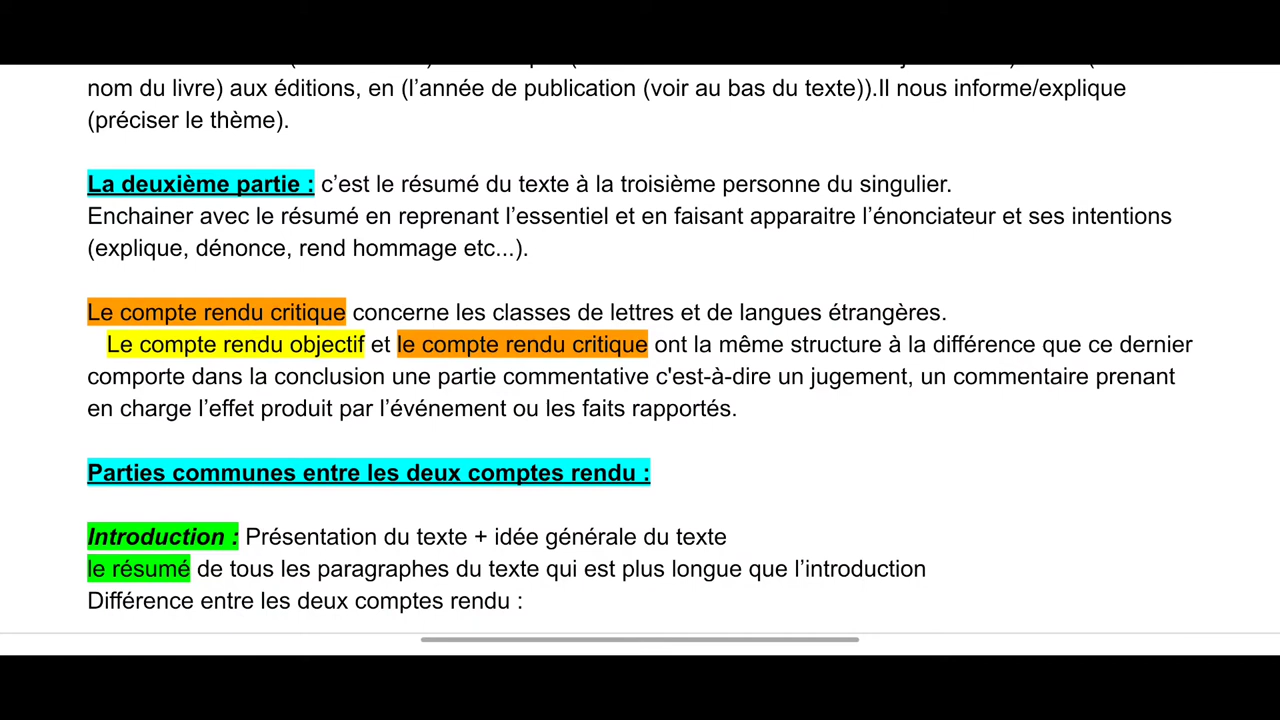 nom du livre) aux éditions, en (l’année de publication (voir au bas du texte)).Il nous informe/explique
(préciser le thème).
La deuxième partie : c’est le résumé du texte à la troisième personne du singulier.
Enchainer avec le résumé en reprenant l’essentiel et en faisant apparaitre l’énonciateur et ses intentions
(explique, dénonce, rend hommage etc...).
Le compte rendu critique concerne les classes de lettres et de langues étrangères.
Le compte rendu objectif et le compte rendu critique ont la même structure à la différence que ce dernier
comporte dans la conclusion une partie commentative c'est-à-dire un jugement, un commentaire prenant
en charge l’effet produit par l’événement ou les faits rapportés.
Parties communes entre les deux comptes rendu :
Introduction : Présentation du texte + idée générale du texte
le résumé de tous les paragraphes du texte qui est plus longue que l’introduction
Différence entre les deux comptes rendu :